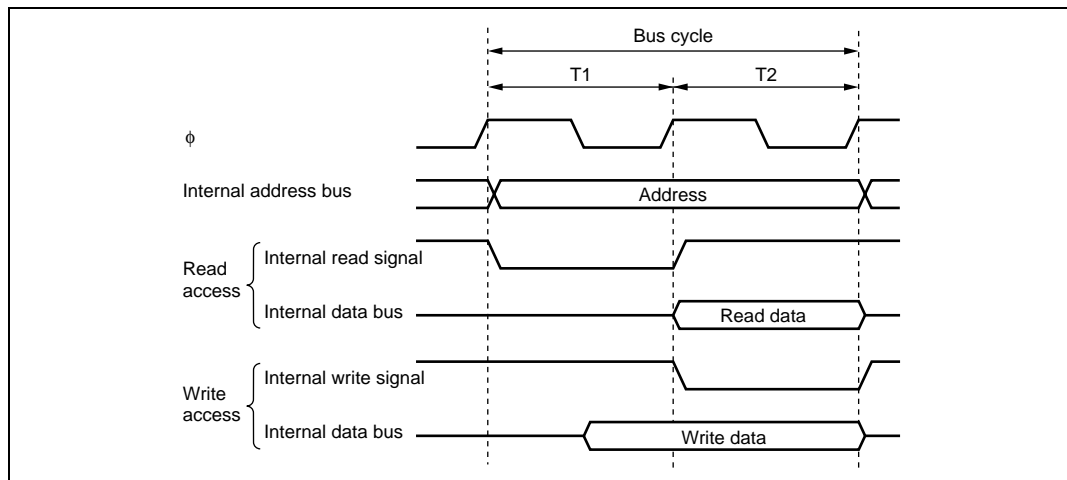 Bus cycle
T1 T2
ϕ
Internal address bus
Address
Read access
Internal read signal
Internal data bus
Read data
Write access
Internal write signal
Internal data bus
Write data